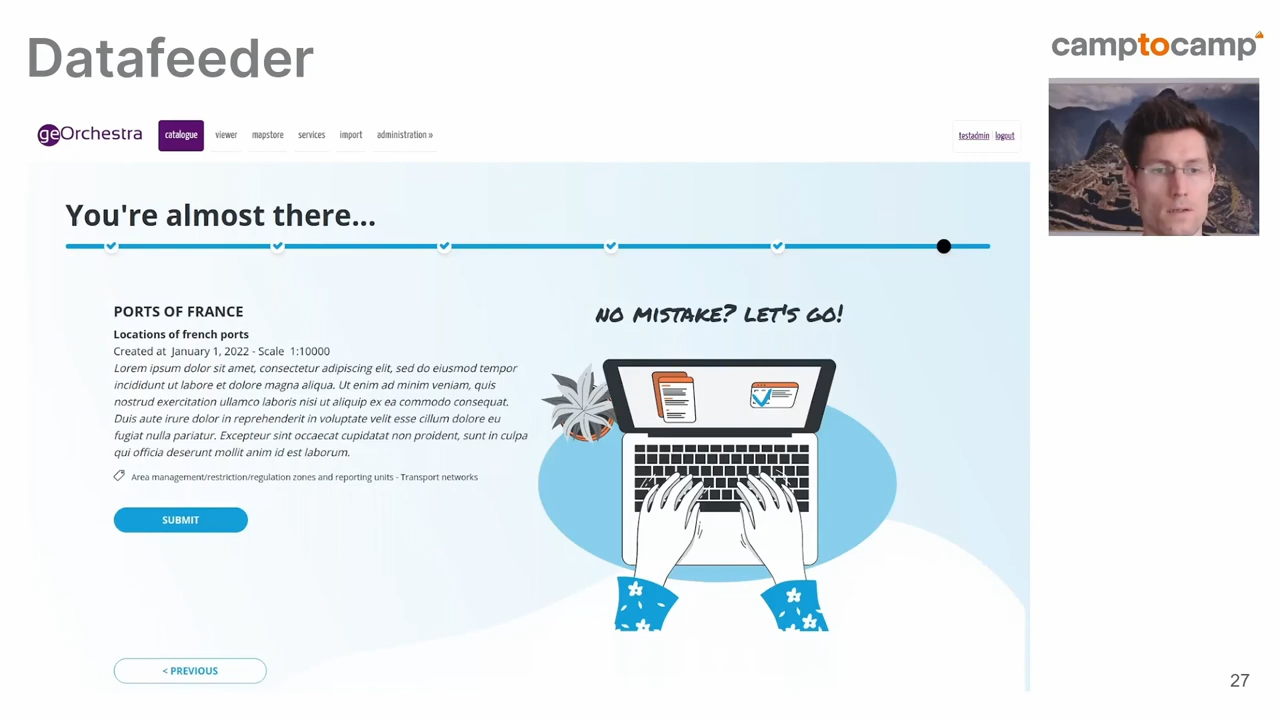 Datafeeder
camptocamp
geOrchestra
catalogue
viewer
mapstore
services
import
administration »
testadmin
logout
You're almost there...
PORTS OF FRANCE
Locations of french ports
Created at January 1, 2022 - Scale 1:10000
Lorem ipsum dolor sit amet, consectetur adipiscing elit, sed do eiusmod tempor
incididunt ut labore et dolore magna aliqua. Ut enim ad minim veniam, quis
nostrud exercitation ullamco laboris nisi ut aliquip ex ea commodo consequat.
Duis aute irure dolor in reprehenderit in voluptate velit esse cillum dolore eu
fugiat nulla pariatur. Excepteur sint occaecat cupidatat non proident, sunt in culpa
qui officia deserunt mollit anim id est laborum.
Area management/restriction/regulation zones and reporting units - Transport networks
SUBMIT
NO MISTAKE? LET'S GO!
< PREVIOUS
27